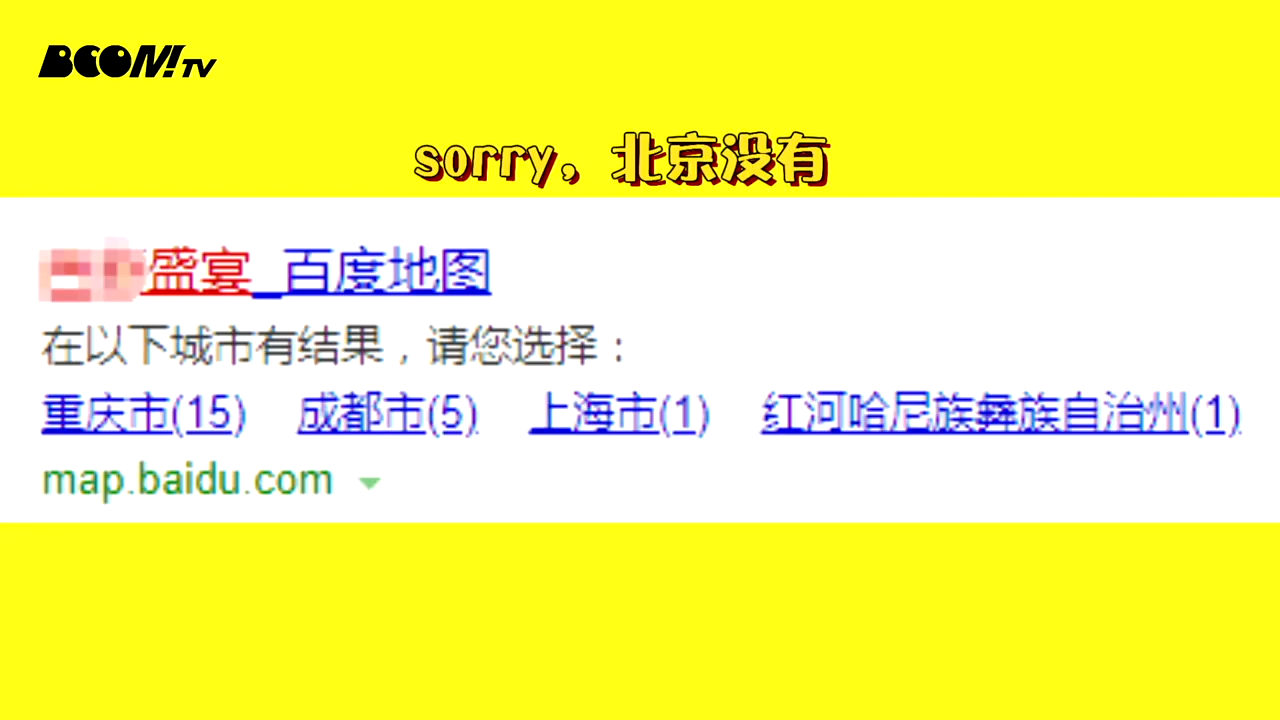 BOOM!TV
sorry，北京没有
盛宴_百度地图
在以下城市有结果，请您选择：
重庆市(15) 成都市(5) 上海市(1) 红河哈尼族彝族自治州(1)
map.baidu.com